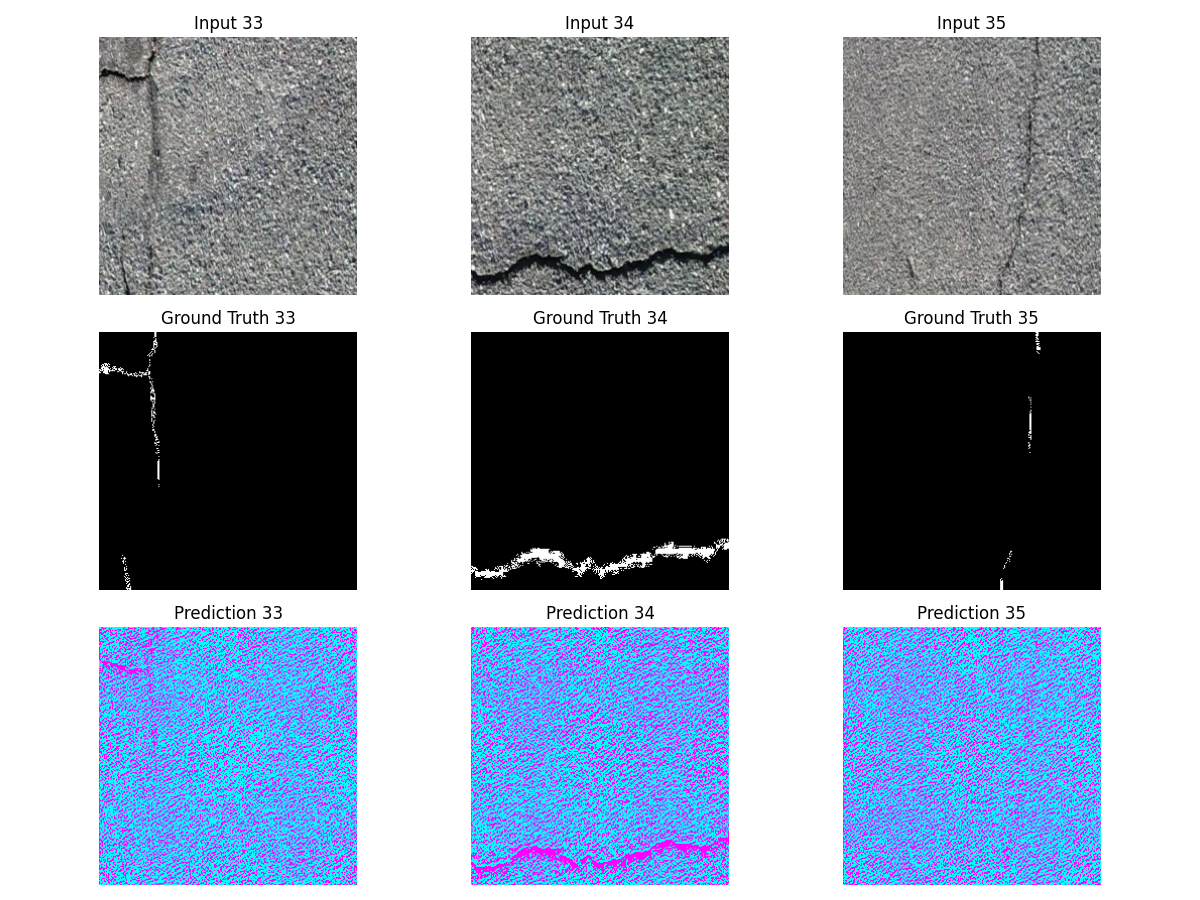 Input 33
Input 34
Input 35
Ground Truth 33
Ground Truth 34
Ground Truth 35
Prediction 33
Prediction 34
Prediction 35